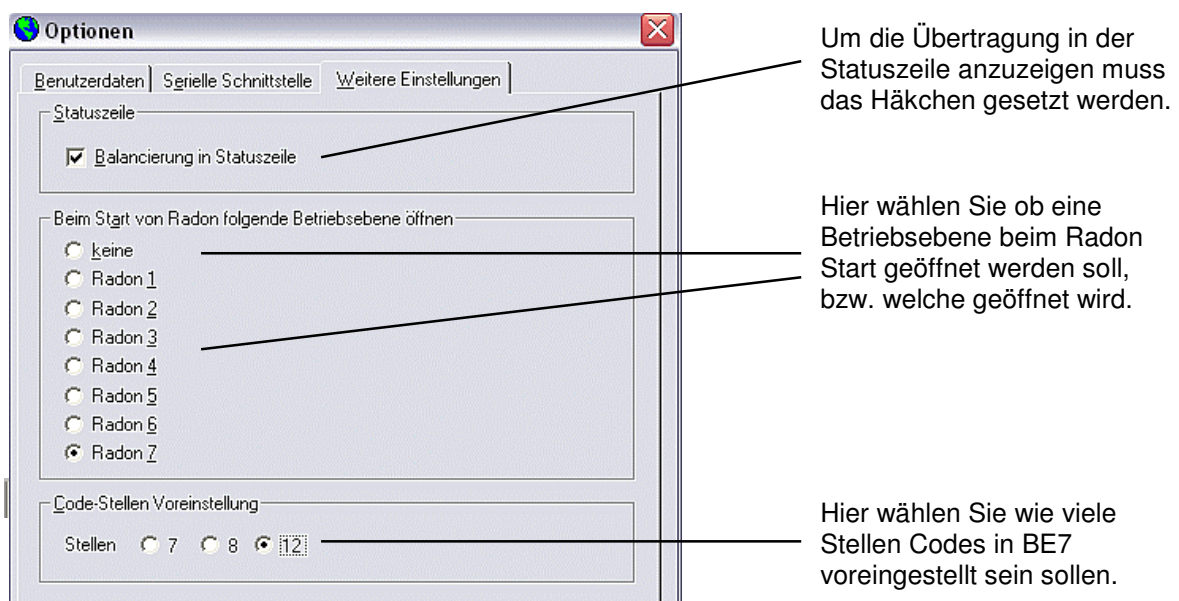 Optionen
Benutzerdaten Serielle Schnittstelle Weitere Einstellungen
Statuszeile
Balancierung in Statuszeile
Beim Start von Radon folgende Betriebsebene öffnen
keine
Radon 1
Radon 2
Radon 3
Radon 4
Radon 5
Radon 6
Radon 7
Code-Stellen Voreinstellung
Stellen 7 8 12
Um die Übertragung in der
Statuszeile anzuzeigen muss
das Häkchen gesetzt werden.
Hier wählen Sie ob eine
Betriebsebene beim Radon
Start geöffnet werden soll,
bzw. welche geöffnet wird.
Hier wählen Sie wie viele
Stellen Codes in BE7
voreingestellt sein sollen.